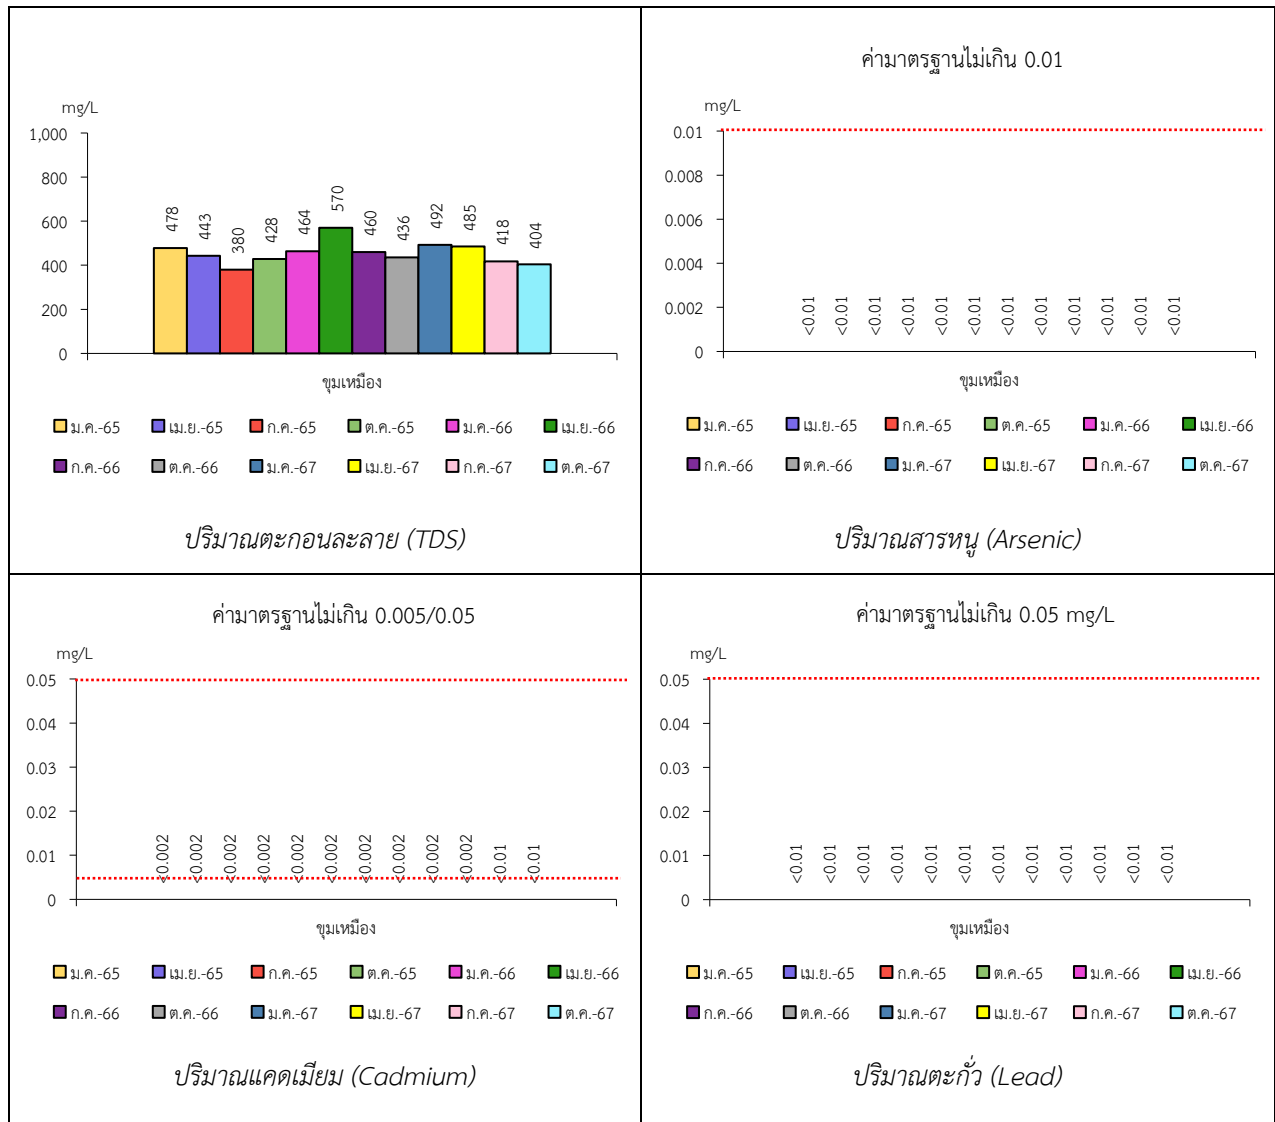 mg/L
1,000
800
600
400
200
0
478 443 380 428 464 570 460 436 492 485 418 404
ขุมเหมือง
ม.ค.-65 เม.ย.-65 ก.ค.-65 ต.ค.-65 ม.ค.-66 เม.ย.-66
ก.ค.-66 ต.ค.-66 ม.ค.-67 เม.ย.-67 ก.ค.-67 ต.ค.-67
ปริมาณตะกอนละลาย (TDS)
ค่ามาตรฐานไม่เกิน 0.01
mg/L
0.01
0.008
0.006
0.004
0.002
0
<0.01 <0.01 <0.01 <0.01 <0.01 <0.01 <0.01 <0.01 <0.01 <0.01 <0.01 <0.01
ขุมเหมือง
ม.ค.-65 เม.ย.-65 ก.ค.-65 ต.ค.-65 ม.ค.-66 เม.ย.-66
ก.ค.-66 ต.ค.-66 ม.ค.-67 เม.ย.-67 ก.ค.-67 ต.ค.-67
ปริมาณสารหนู (Arsenic)
ค่ามาตรฐานไม่เกิน 0.005/0.05
mg/L
0.05
0.04
0.03
0.02
0.01
0
<0.002 <0.002 <0.002 <0.002 <0.002 <0.002 <0.002 <0.002 <0.002 <0.002 <0.01 <0.01
ขุมเหมือง
ม.ค.-65 เม.ย.-65 ก.ค.-65 ต.ค.-65 ม.ค.-66 เม.ย.-66
ก.ค.-66 ต.ค.-66 ม.ค.-67 เม.ย.-67 ก.ค.-67 ต.ค.-67
ปริมาณแคดเมียม (Cadmium)
ค่ามาตรฐานไม่เกิน 0.05 mg/L
mg/L
0.05
0.04
0.03
0.02
0.01
0
<0.01 <0.01 <0.01 <0.01 <0.01 <0.01 <0.01 <0.01 <0.01 <0.01 <0.01 <0.01
ขุมเหมือง
ม.ค.-65 เม.ย.-65 ก.ค.-65 ต.ค.-65 ม.ค.-66 เม.ย.-66
ก.ค.-66 ต.ค.-66 ม.ค.-67 เม.ย.-67 ก.ค.-67 ต.ค.-67
ปริมาณตะกั่ว (Lead)